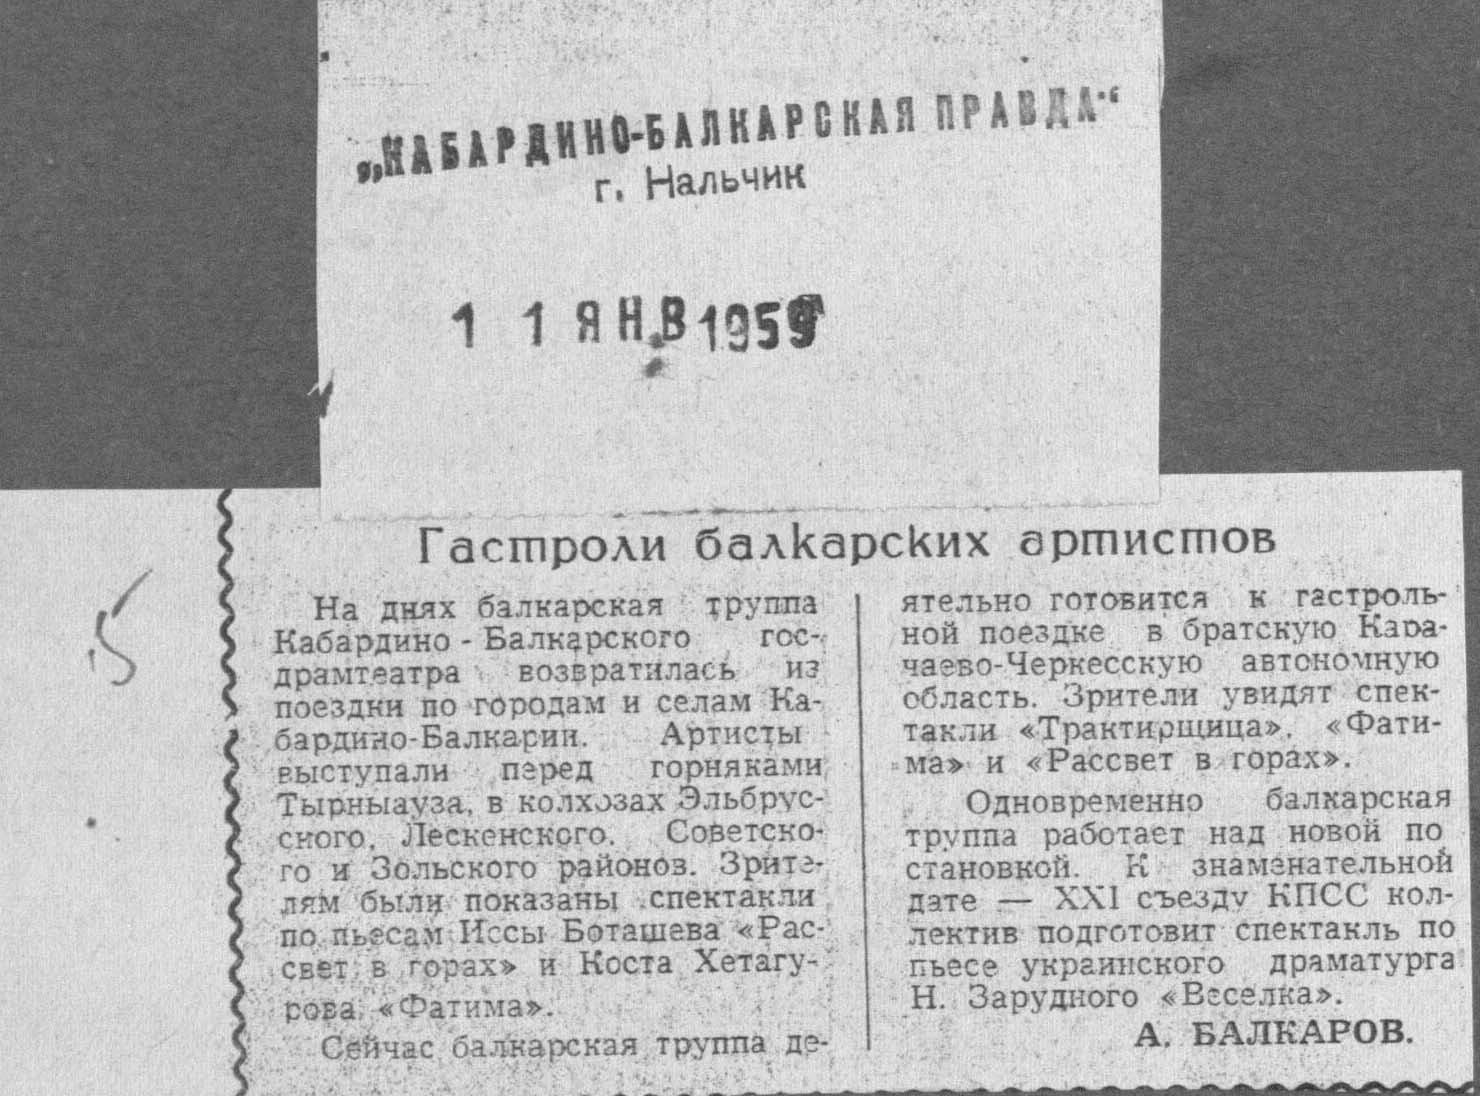 „КАБАРДИНО-БАЛКАРСКАЯ ПРАВДА“
г. Нальчик
11 ЯНВ 1959
5
Гастроли балкарских артистов
На днях балкарская труппа
Кабардино-Балкарского гос-
драмтеатра возвратилась из
поездки по городам и селам Ка-
бардино-Балкарии. Артисты
выступали перед горняками
Тырныауза, в колхозах Эльбрус-
ского, Лескенского, Советско-
го и Зольского районов. Зрите-
лям были показаны спектакли
по пьесам Иссы Боташева «Рас-
свет в горах» и Коста Хетагу-
рова «Фатима».
Сейчас балкарская труппа де-
ятельно готовится к гастроль-
ной поездке в братскую Кара-
чаево-Черкесскую автономную
область. Зрители увидят спек-
такли «Трактирщица», «Фати-
ма» и «Рассвет в горах».
Одновременно балкарская
труппа работает над новой по
становкой. К знаменательной
дате — XXI съезду КПСС кол-
лектив подготовит спектакль по
пьесе украинского драматурга
Н. Зарудного «Веселка».
А. БАЛКАРОВ.